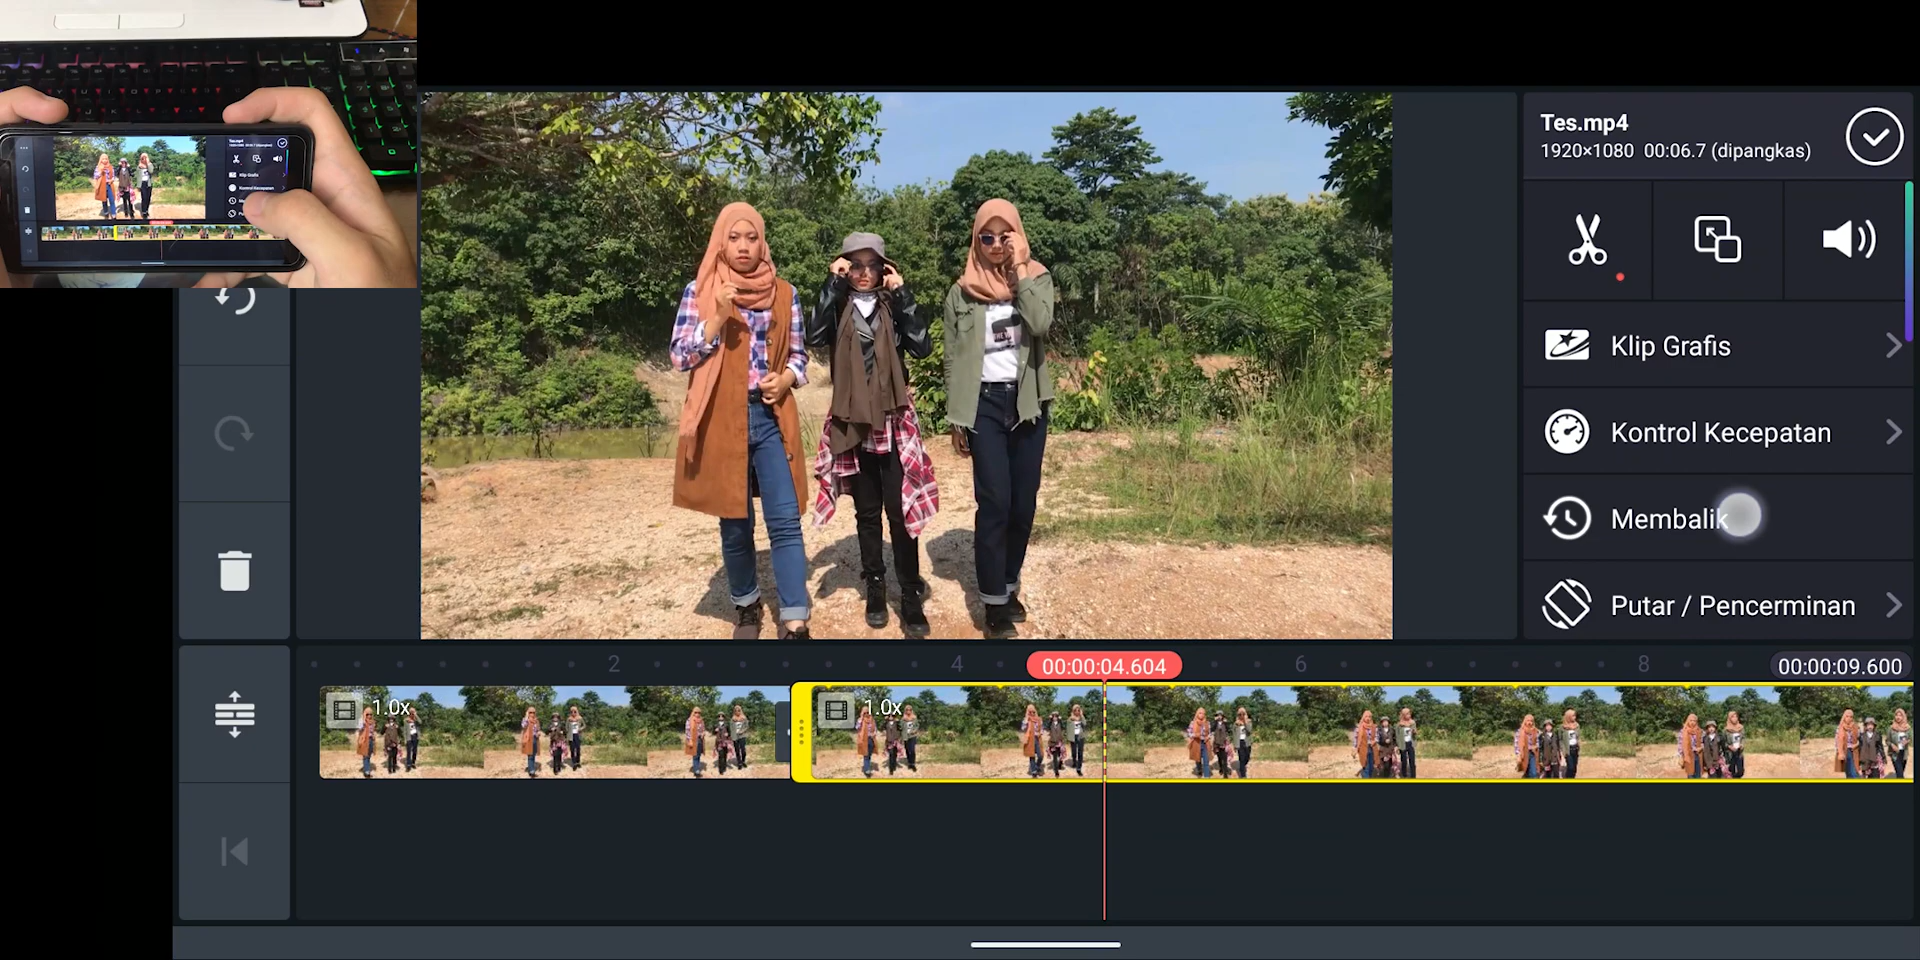 Tes.mp4
1920×1080 00:06.7 (dipangkas)
Klip Grafis
Kontrol Kecepatan
Membalik
Putar / Pencerminan
2
4
00:00:04.604
6
8
00:00:09.600
1.0x
1.0x